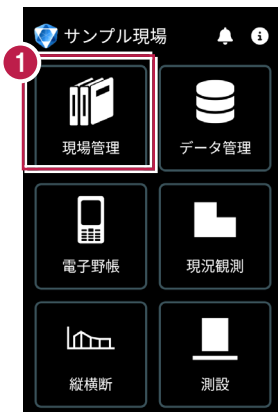 サンプル現場
1
現場管理
データ管理
電子野帳
現況観測
縦横断
測設